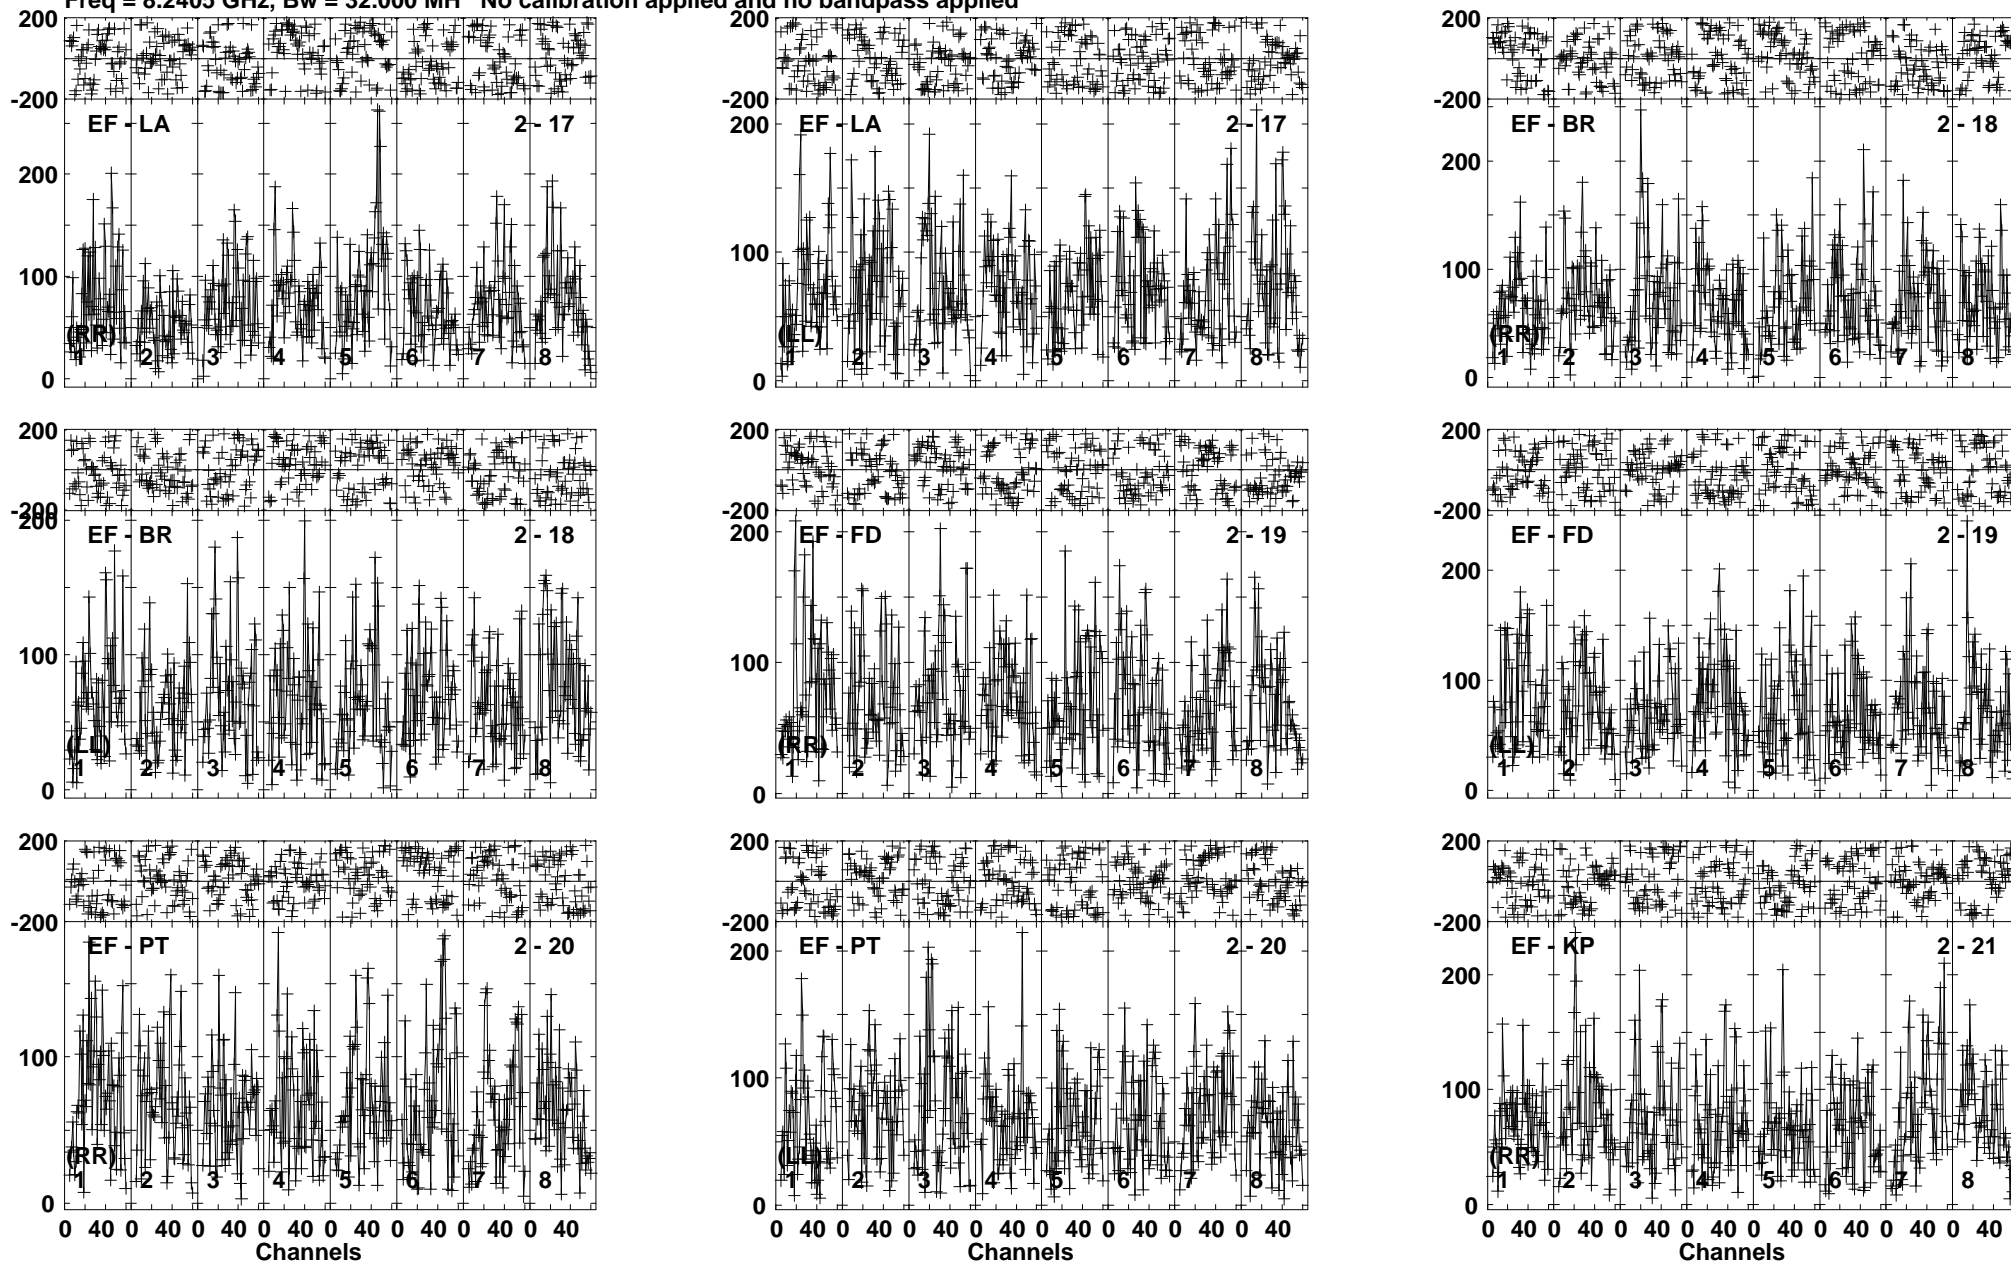 Freq = 8.2405 GHz, Bw = 32.000 MH No calibration applied and no bandpass applied
200 200 200
-200 -200 -200
EF - LA 2 - 17 EF - LA 2 - 17 EF - BR 2 - 18
200 200 200
100 100 100
(RR) (LL) (RR)
1 2 3 4 5 6 7 8 1 2 3 4 5 6 7 8 1 2 3 4 5 6 7 8
0 0 0
200 200 200
-200 -200 -200
EF - BR 2 - 18 EF - FD 2 - 19 EF - FD 2 - 19
200 200 200
100 100 100
(LL) (RR) (LL)
1 2 3 4 5 6 7 8 1 2 3 4 5 6 7 8 1 2 3 4 5 6 7 8
0 0 0
200 200 200
-200 -200 -200
EF - PT 2 - 20 EF - PT 2 - 20 EF - KP 2 - 21
200 200
100 100 100
(RR) (LL) (RR)
1 2 3 4 5 6 7 8 1 2 3 4 5 6 7 8 1 2 3 4 5 6 7 8
0 0 0
0 40 0 40 0 40 0 40 0 40 0 40 0 40 0 40 0 40 0 40 0 40 0 40 0 40 0 40 0 40 0 40 0 40 0 40 0 40 0 40 0 40 0 40 0 40 0 40
Channels Channels